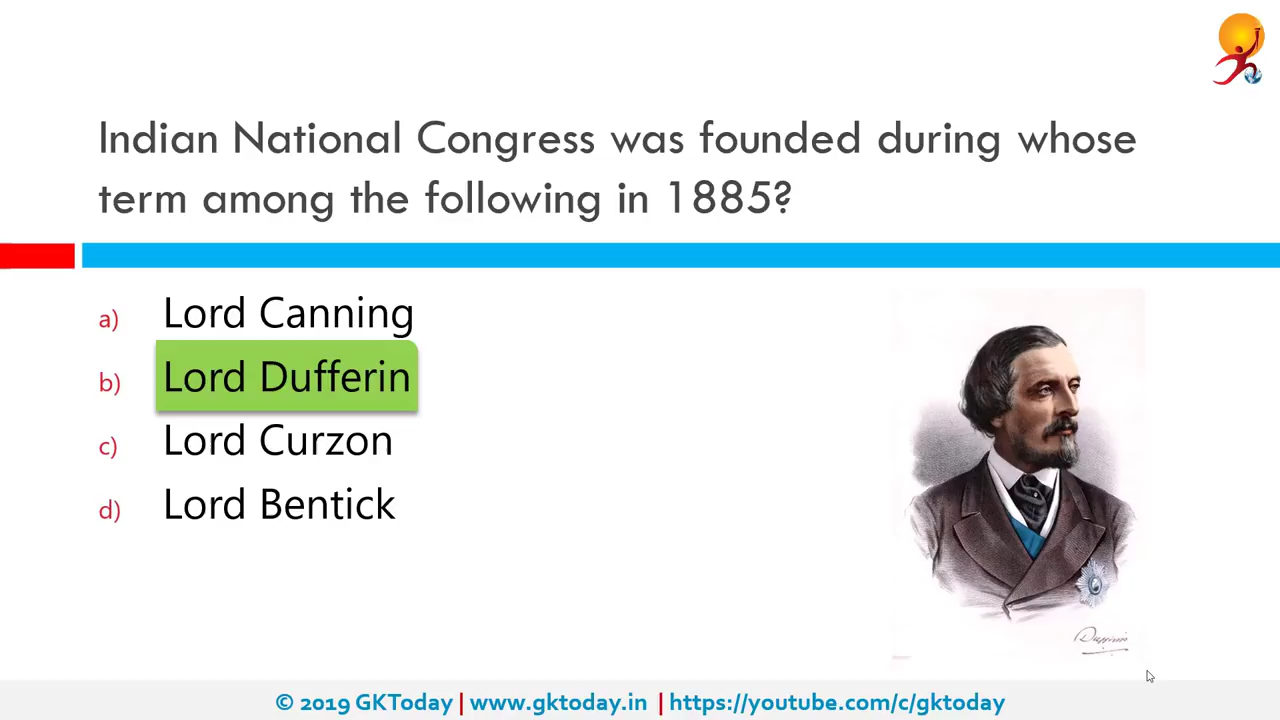 Indian National Congress was founded during whose
term among the following in 1885?
a) Lord Canning
b) Lord Dufferin
c) Lord Curzon
d) Lord Bentick
Dufferin
© 2019 GKToday | www.gktoday.in | https://youtube.com/c/gktoday